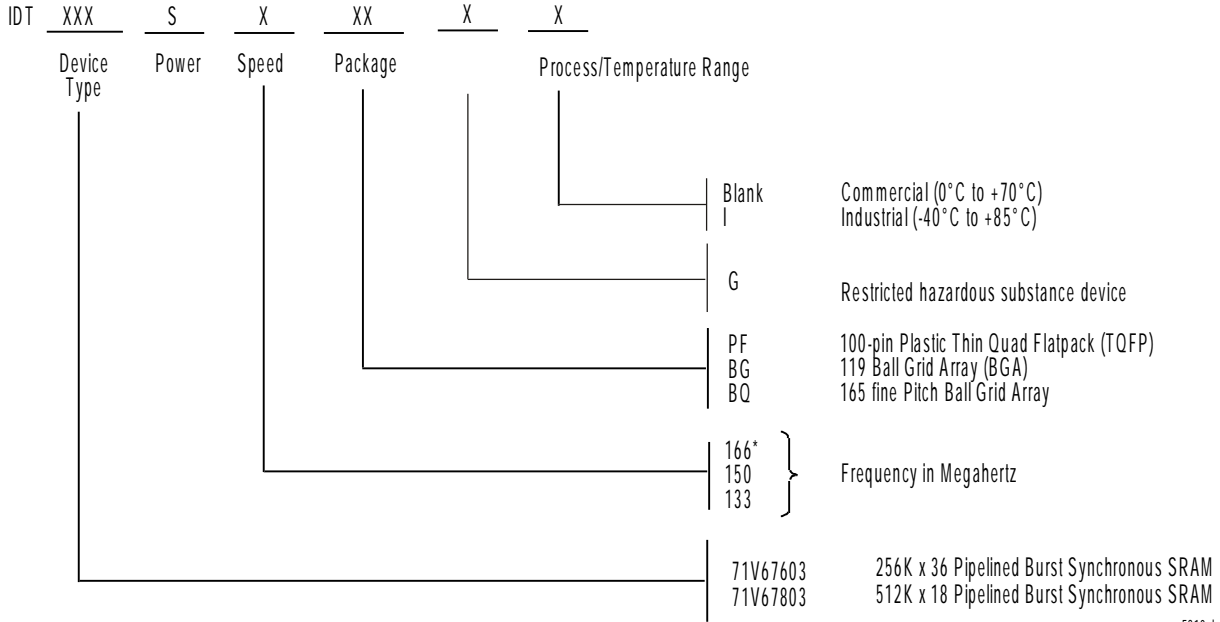 IDT XXX S X XX X X
Device Type Power Speed Package Process/Temperature Range
Blank Commercial (0°C to +70°C)
I Industrial (-40°C to +85°C)
G Restricted hazardous substance device
PF 100-pin Plastic Thin Quad Flatpack (TQFP)
BG 119 Ball Grid Array (BGA)
BQ 165 fine Pitch Ball Grid Array
166*
150 Frequency in Megahertz
133
71V67603 256K x 36 Pipelined Burst Synchronous SRAM
71V67803 512K x 18 Pipelined Burst Synchronous SRAM